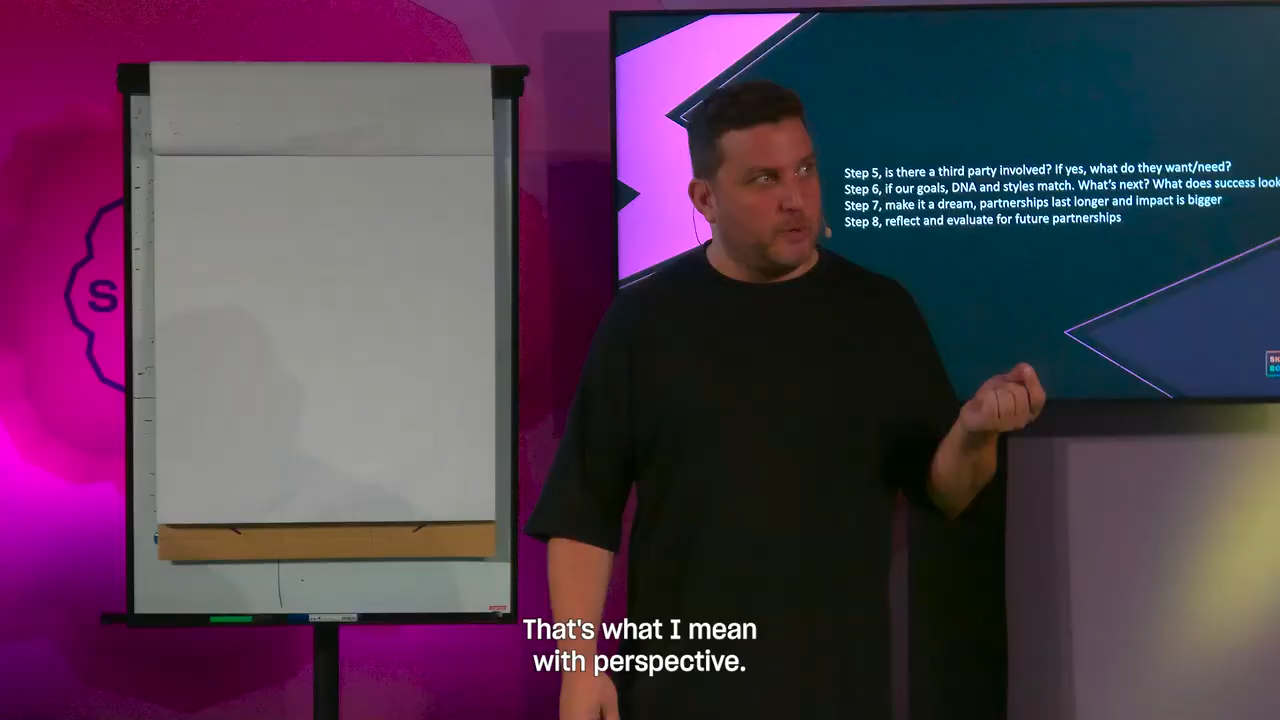 Step 5, is there a third party involved? If yes, what do they want/need?
Step 6, if our goals, DNA and styles match. What's next? What does success look
Step 7, make it a dream, partnerships last longer and impact is bigger
Step 8, reflect and evaluate for future partnerships
S
That's what I mean
with perspective.